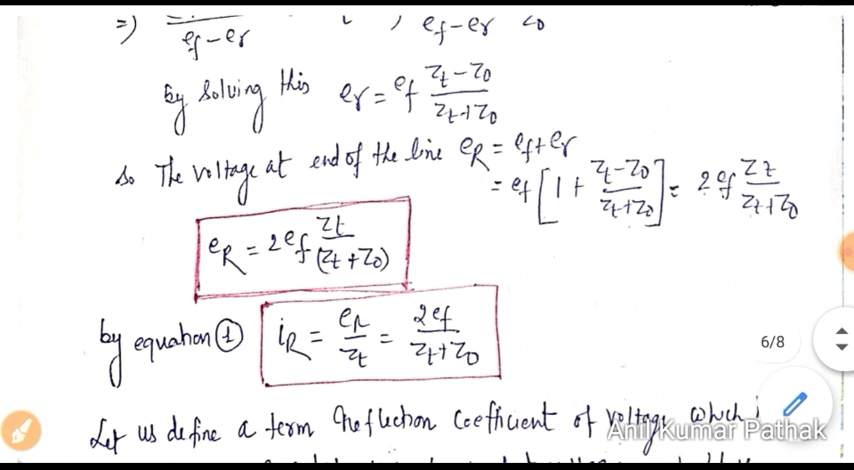 =) ef-er , ef-er Zo
By Solving this er = ef Zt-Z0/Zt+Z0
So The voltage at end of the line eR = ef+er
= ef [1 + Zt-Z0/Zt+Z0] = 2ef Zt/Zt+Z0
eR = 2ef Zt/(Zt+Z0)
by equation ① iR = eR/Zt = 2ef/Zt+Z0
6/8
Let us define a term Reflection Coefficient of voltage which
Anil Kumar Pathak